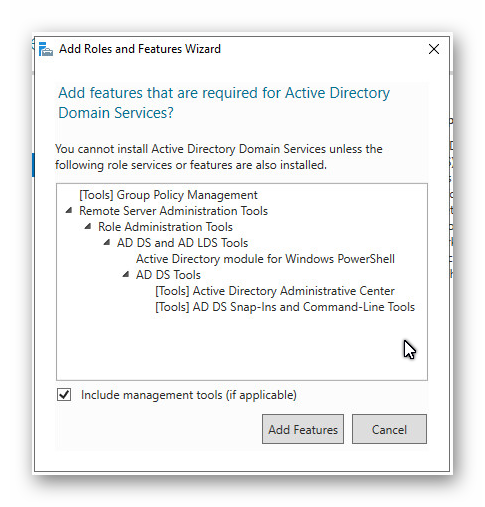 Add Roles and Features Wizard
Add features that are required for Active Directory
Domain Services?
You cannot install Active Directory Domain Services unless the
following role services or features are also installed.
[Tools] Group Policy Management
Remote Server Administration Tools
Role Administration Tools
AD DS and AD LDS Tools
Active Directory module for Windows PowerShell
AD DS Tools
[Tools] Active Directory Administrative Center
[Tools] AD DS Snap-Ins and Command-Line Tools
Include management tools (if applicable)
Add Features
Cancel